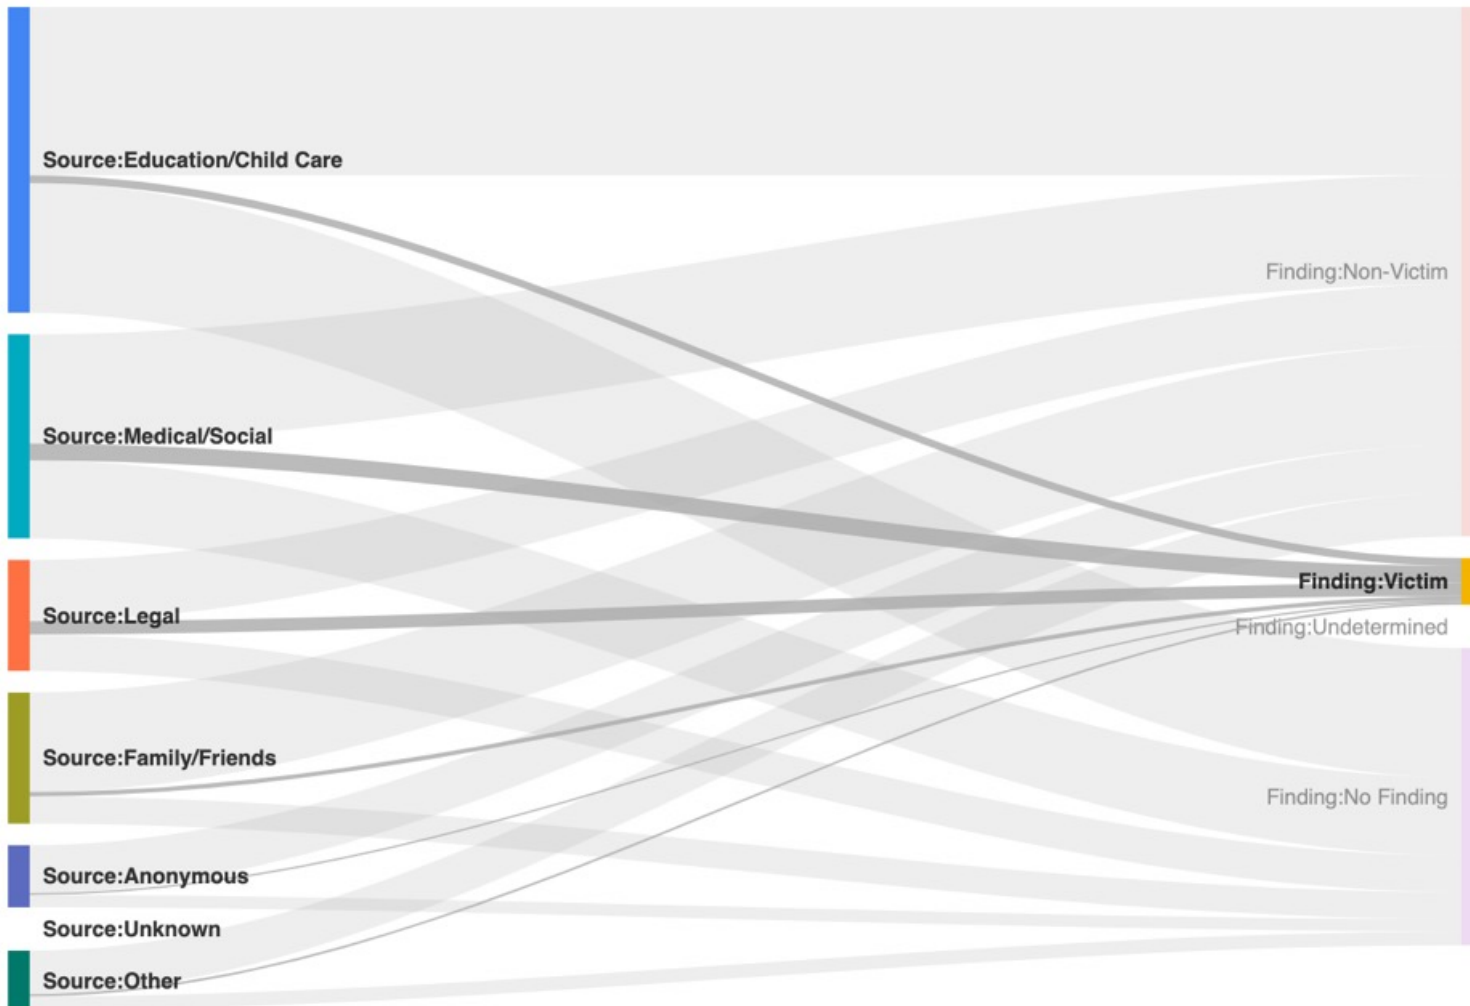 Source:Education/Child Care
Finding:Non-Victim
Source:Medical/Social
Finding:Victim
Source:Legal
Finding:Undetermined
Source:Family/Friends
Finding:No Finding
Source:Anonymous
Source:Unknown
Source:Other